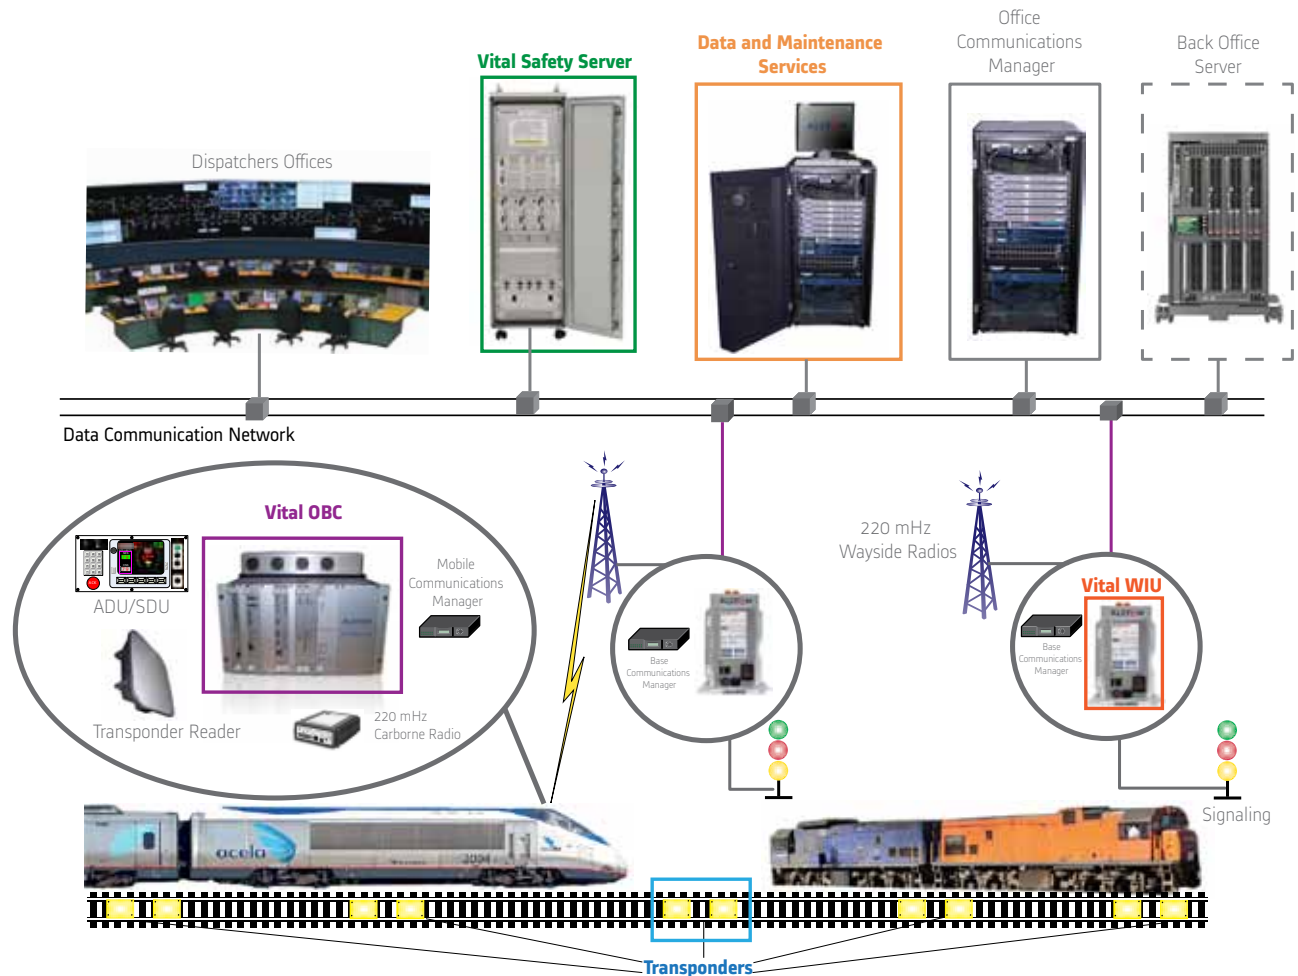 Office
Communications
Manager
Data and Maintenance
Services
Back Office
Server
Vital Safety Server
Dispatchers Offices
Data Communication Network
Vital OBC
220 mHz
Wayside Radios
Mobile
Communications
Manager
ADU/SDU
Vital WIU
ALSTOM
Base
Communications
Manager
Base
Communications
Manager
Transponder Reader
220 mHz
Carborne Radio
Signaling
acela
Transponders